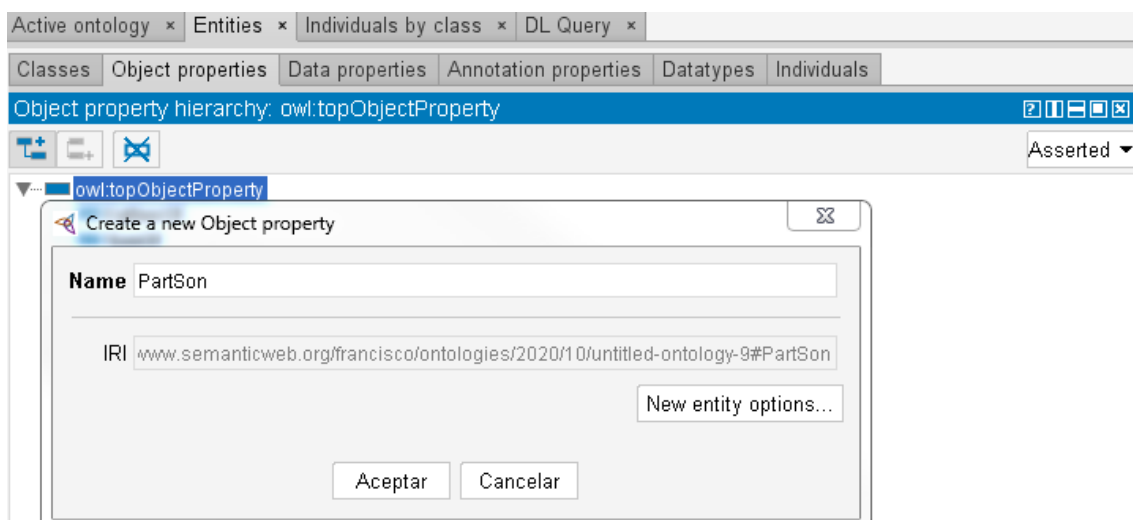 Active ontology × Entities × Individuals by class × DL Query ×
Classes Object properties Data properties Annotation properties Datatypes Individuals
Object property hierarchy: owl:topObjectProperty
Asserted
owl:topObjectProperty
Create a new Object property
Name PartSon
IRI www.semanticweb.org/francisco/ontologies/2020/10/untitled-ontology-9#PartSon
New entity options...
Aceptar Cancelar